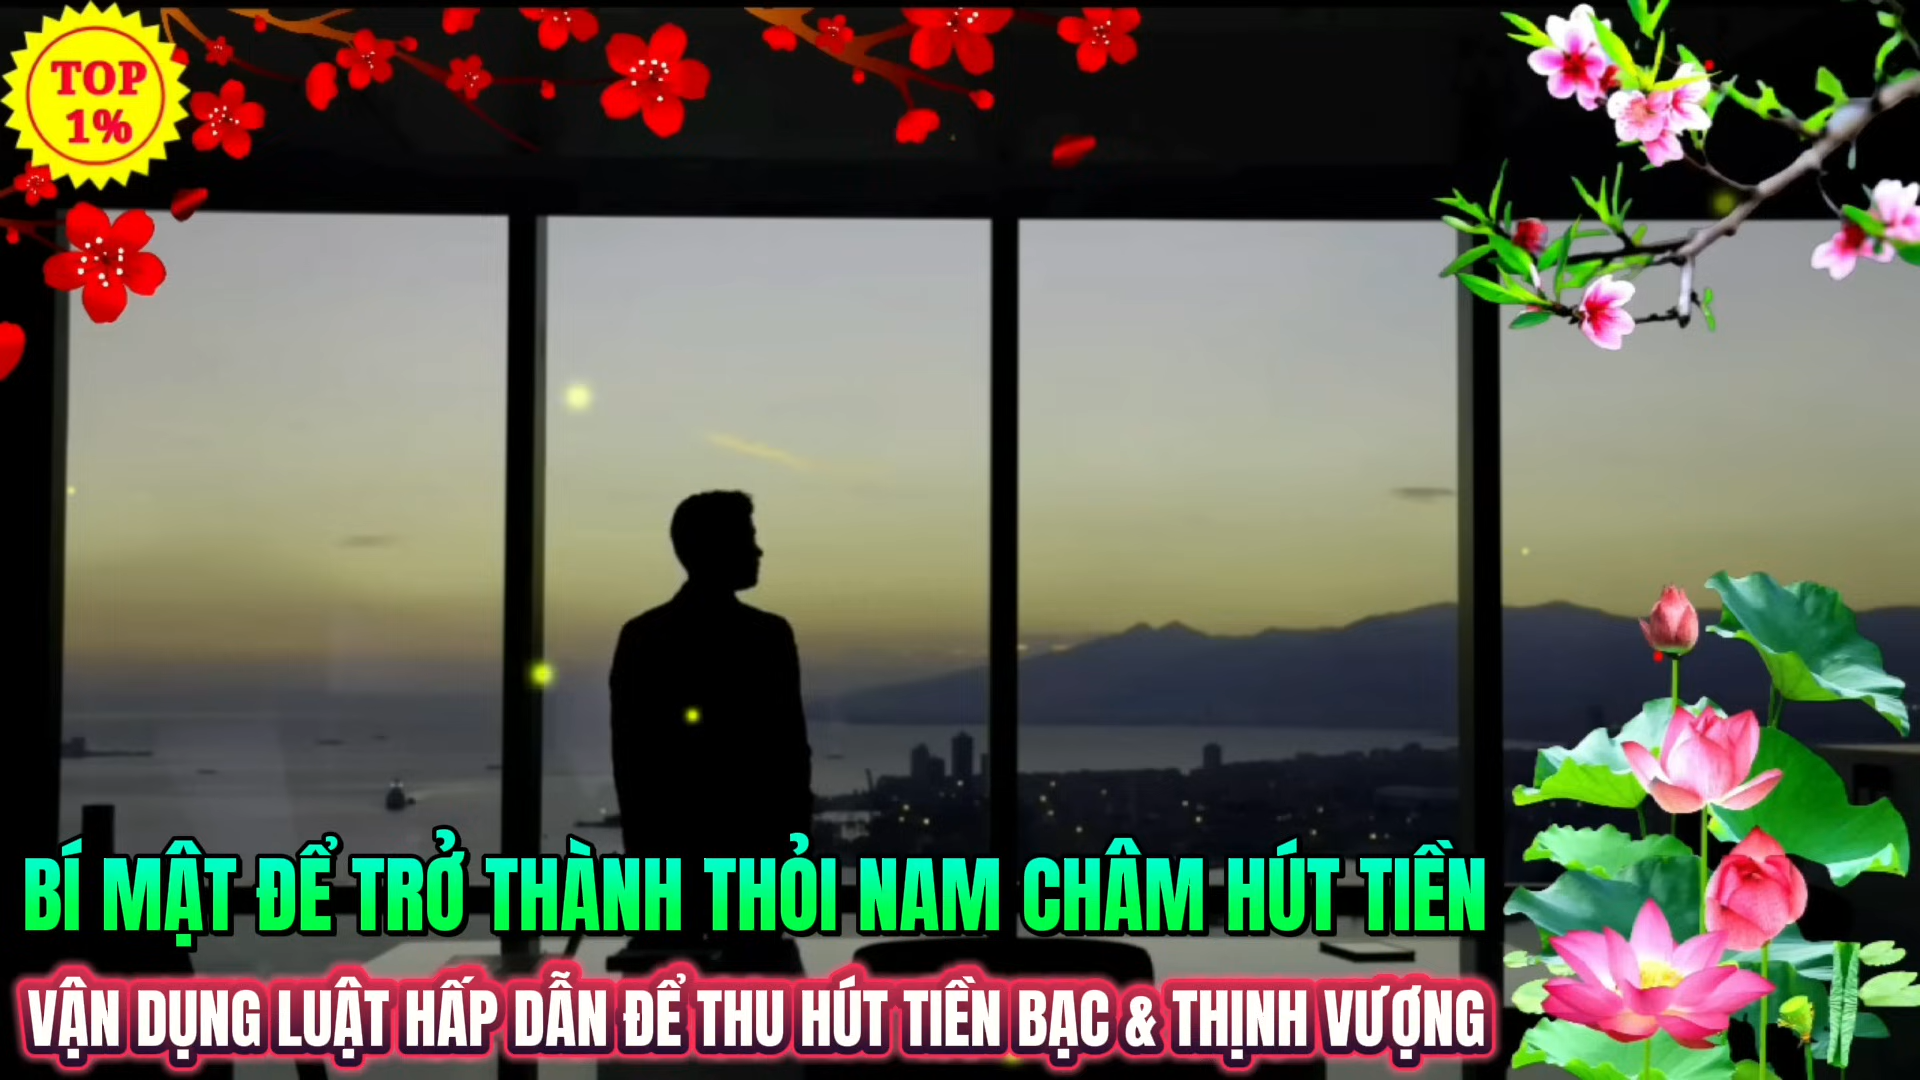 TOP
1%
BÍ MẬT ĐỂ TRỞ THÀNH THỎI NAM CHÂM HÚT TIỀN
VẬN DỤNG LUẬT HẤP DẪN ĐỂ THU HÚT TIỀN BẠC & THỊNH VƯỢNG